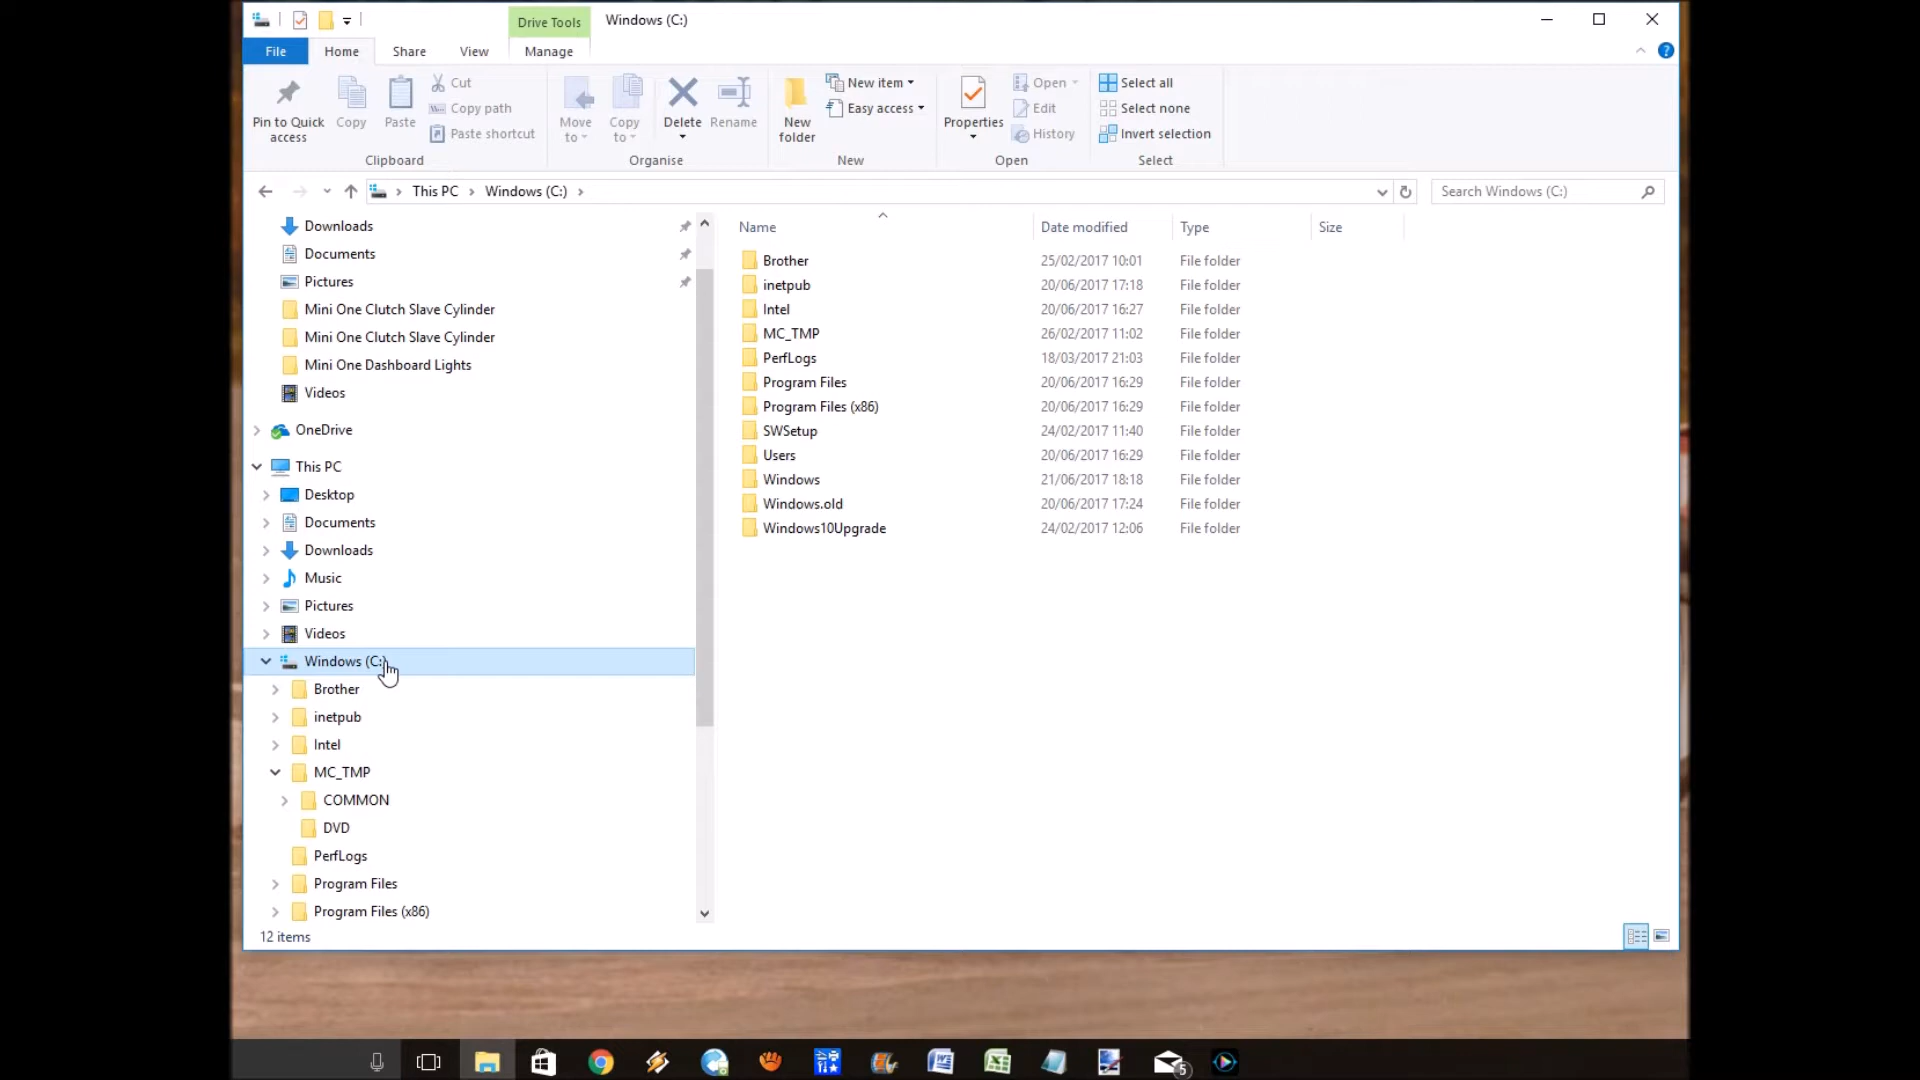 Drive Tools Windows (C:)
File Home Share View Manage
Pin to Quick access
Copy
Paste
Cut
Copy path
Paste shortcut
Clipboard
Move to
Copy to
Delete
Rename
Organise
New folder
New item
Easy access
New
Properties
Open
Edit
History
Open
Select all
Select none
Invert selection
Select
This PC > Windows (C:) >
Search Windows (C:)
Downloads
Documents
Pictures
Mini One Clutch Slave Cylinder
Mini One Clutch Slave Cylinder
Mini One Dashboard Lights
Videos
OneDrive
This PC
Desktop
Documents
Downloads
Music
Pictures
Videos
Windows (C:)
Brother
inetpub
Intel
MC_TMP
COMMON
DVD
PerfLogs
Program Files
Program Files (x86)
Name Date modified Type Size
Brother 25/02/2017 10:01 File folder
inetpub 20/06/2017 17:18 File folder
Intel 20/06/2017 16:27 File folder
MC_TMP 26/02/2017 11:02 File folder
PerfLogs 18/03/2017 21:03 File folder
Program Files 20/06/2017 16:29 File folder
Program Files (x86) 20/06/2017 16:29 File folder
SWSetup 24/02/2017 11:40 File folder
Users 20/06/2017 16:29 File folder
Windows 21/06/2017 18:18 File folder
Windows.old 20/06/2017 17:24 File folder
Windows10Upgrade 24/02/2017 12:06 File folder
12 items
5